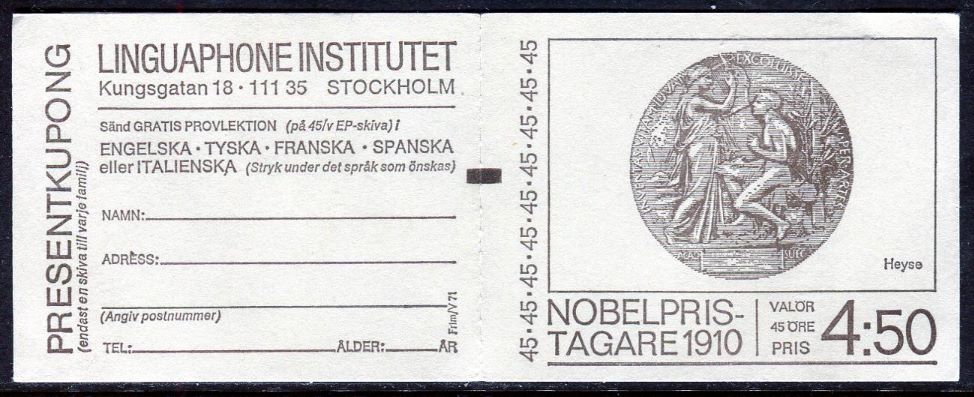 PRESENTKUPONG
(endast en skiva till varje familj)
LINGUAPHONE INSTITUTET
Kungsgatan 18 · 111 35 STOCKHOLM
Sänd GRATIS PROVLEKTION (på 45/v EP-skiva) i
ENGELSKA · TYSKA · FRANSKA · SPANSKA
eller ITALIENSKA (Stryk under det språk som önskas)
NAMN:
ADRESS:
(Angiv postnummer)
TEL: ÅLDER: ÅR
Frim/V 71
45·45·45·45·45·45·45·45
Heyse
NOBELPRIS-
TAGARE 1910
VALÖR
45 ÖRE
PRIS
4:50